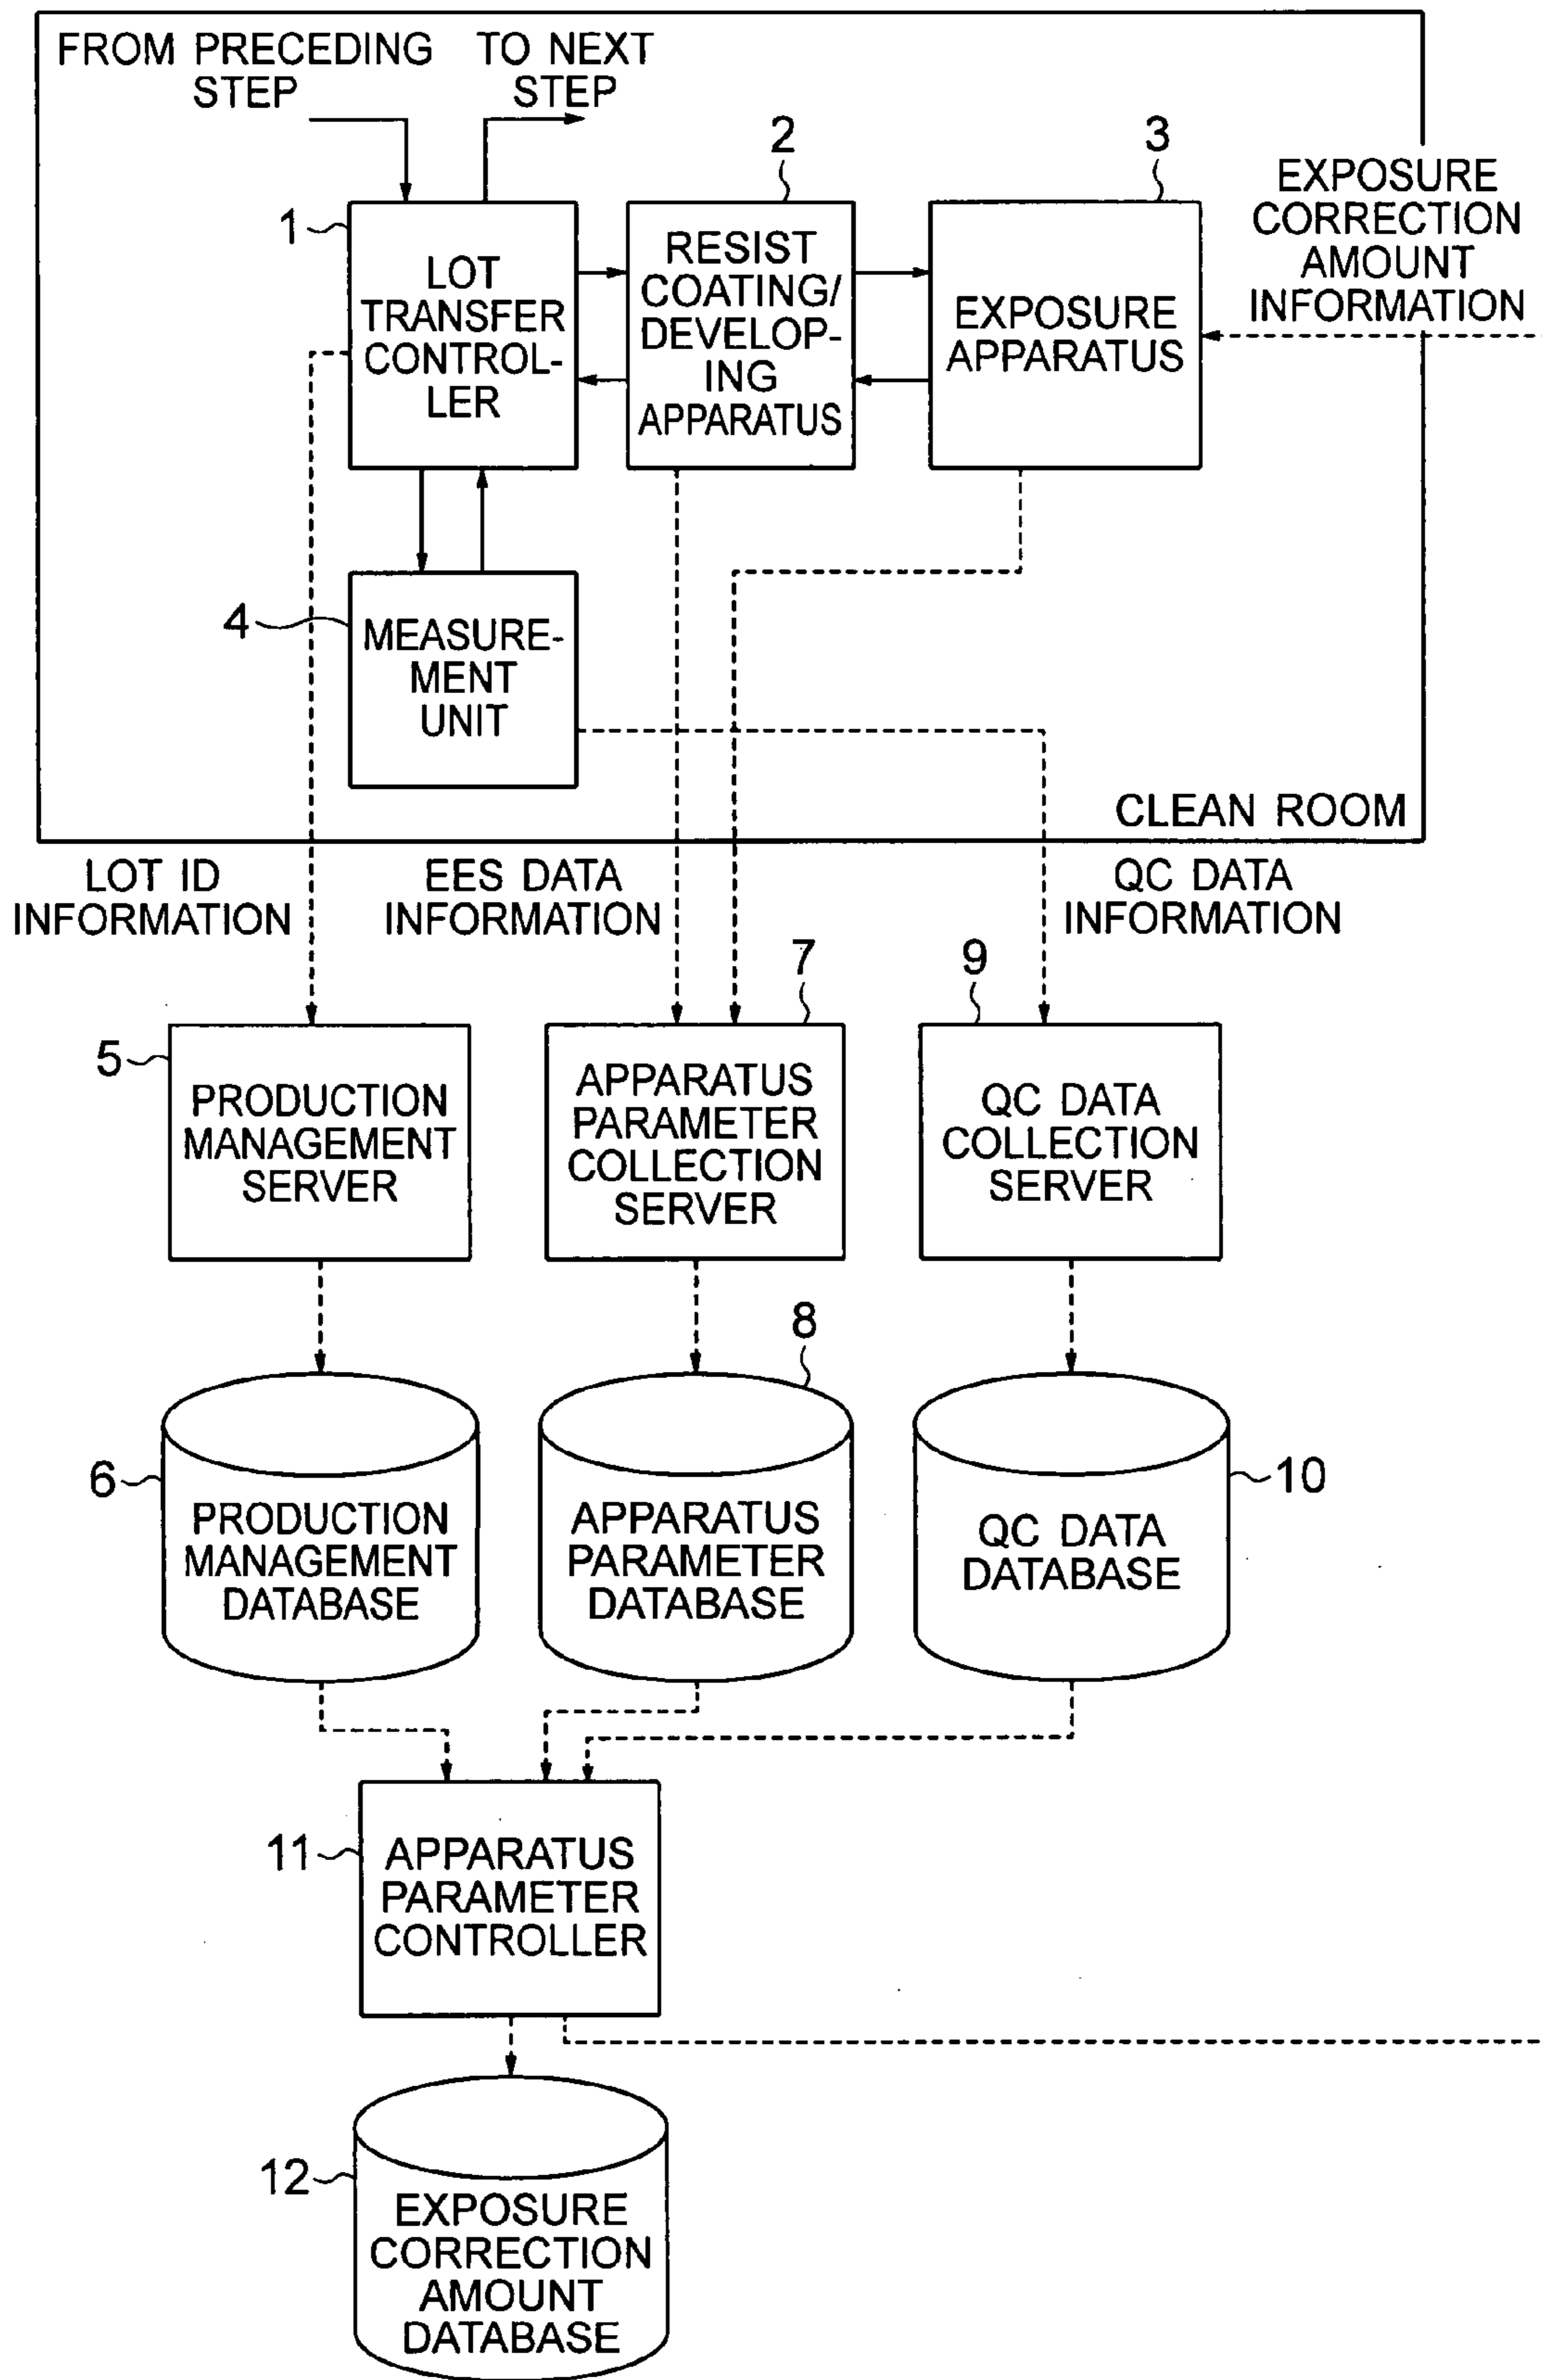 FROM PRECEDING
STEP
TO NEXT
STEP
1
LOT
TRANSFER
CONTROL-
LER
2
RESIST
COATING/
DEVELOP-
ING
APPARATUS
3
EXPOSURE
APPARATUS
EXPOSURE
CORRECTION
AMOUNT
INFORMATION
4
MEASURE-
MENT
UNIT
CLEAN ROOM
LOT ID
INFORMATION
EES DATA
INFORMATION
QC DATA
INFORMATION
5
PRODUCTION
MANAGEMENT
SERVER
7
APPARATUS
PARAMETER
COLLECTION
SERVER
9
QC DATA
COLLECTION
SERVER
6
PRODUCTION
MANAGEMENT
DATABASE
8
APPARATUS
PARAMETER
DATABASE
10
QC DATA
DATABASE
11
APPARATUS
PARAMETER
CONTROLLER
12
EXPOSURE
CORRECTION
AMOUNT
DATABASE